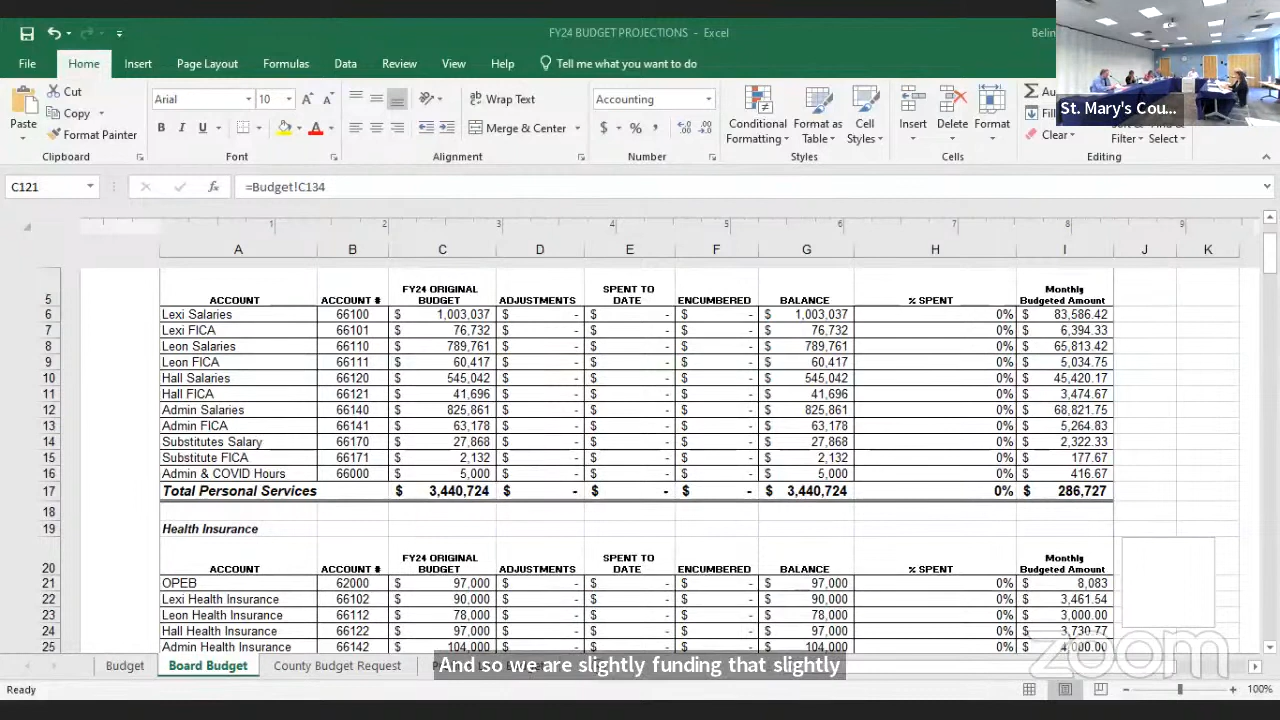 FY24 BUDGET PROJECTIONS - Excel
Belin
File Home Insert Page Layout Formulas Data Review View Help Tell me what you want to do
St. Mary's Cou...
Paste Cut Copy Format Painter
Clipboard
Arial 10
B I U A
Font
Wrap Text
Merge & Center
Alignment
Accounting
$ % ,
Number
Conditional Formatting Format as Table Cell Styles
Styles
Insert Delete Format
Cells
Au
Fill
Clear
Filter Select
Editing
C121 fx =Budget!C134
1 2 3 4 5 6 7 8 9
A B C D E F G H I J K
5 ACCOUNT ACCOUNT # FY24 ORIGINAL BUDGET ADJUSTMENTS SPENT TO DATE ENCUMBERED BALANCE % SPENT Monthly Budgeted Amount
6 Lexi Salaries 66100 $ 1,003,037 $ - $ - $ - $ 1,003,037 0% $ 83,586.42
7 Lexi FICA 66101 $ 76,732 $ - $ - $ - $ 76,732 0% $ 6,394.33
8 Leon Salaries 66110 $ 789,761 $ - $ - $ - $ 789,761 0% $ 65,813.42
9 Leon FICA 66111 $ 60,417 $ - $ - $ - $ 60,417 0% $ 5,034.75
10 Hall Salaries 66120 $ 545,042 $ - $ - $ - $ 545,042 0% $ 45,420.17
11 Hall FICA 66121 $ 41,696 $ - $ - $ - $ 41,696 0% $ 3,474.67
12 Admin Salaries 66140 $ 825,861 $ - $ - $ - $ 825,861 0% $ 68,821.75
13 Admin FICA 66141 $ 63,178 $ - $ - $ - $ 63,178 0% $ 5,264.83
14 Substitutes Salary 66170 $ 27,868 $ - $ - $ - $ 27,868 0% $ 2,322.33
15 Substitute FICA 66171 $ 2,132 $ - $ - $ - $ 2,132 0% $ 177.67
16 Admin & COVID Hours 66000 $ 5,000 $ - $ - $ - $ 5,000 0% $ 416.67
17 Total Personal Services $ 3,440,724 $ - $ - $ - $ 3,440,724 0% $ 286,727
18
19 Health Insurance
20 ACCOUNT ACCOUNT # FY24 ORIGINAL BUDGET ADJUSTMENTS SPENT TO DATE ENCUMBERED BALANCE % SPENT Monthly Budgeted Amount
21 OPEB 62000 $ 97,000 $ - $ - $ - $ 97,000 0% $ 8,083
22 Lexi Health Insurance 66102 $ 90,000 $ - $ - $ - $ 90,000 0% $ 3,461.54
23 Leon Health Insurance 66112 $ 78,000 $ - $ - $ - $ 78,000 0% $ 3,000.00
24 Hall Health Insurance 66122 $ 97,000 $ - $ - $ - $ 97,000 0% $ 3,730.77
25 Admin Health Insurance 66142 $ 104,000 $ - $ - $ - $ 104,000 0% $ 4,000.00
zoom
Budget Board Budget County Budget Request
And so we are slightly funding that slightly
Ready 100%